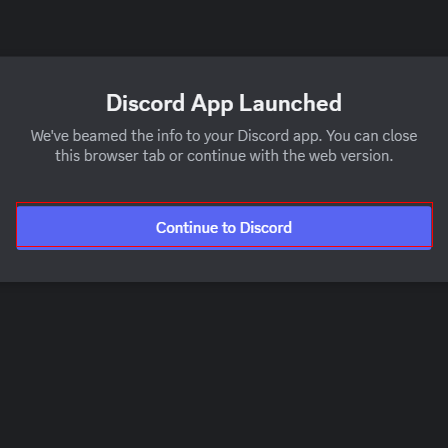 Discord App Launched
We've beamed the info to your Discord app. You can close
this browser tab or continue with the web version.
Continue to Discord